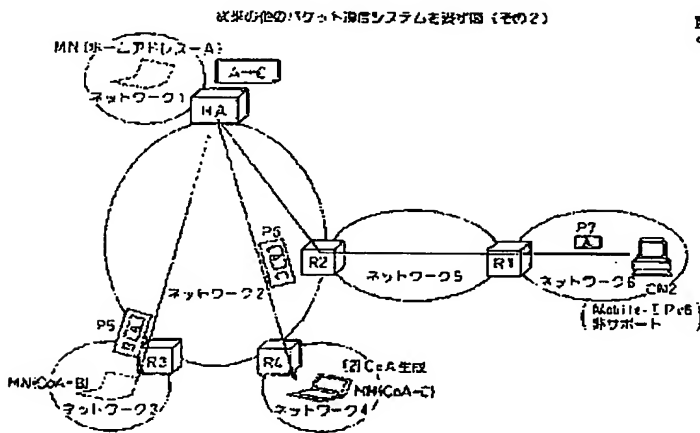 従来の他のパケット通信システムを表す図（その2）
MN(ホームアドレス-A)
A→C
ネットワーク1
HA
P6
A
C
P7
A
R2
ネットワーク5
R1
ネットワーク6
CN2
ネットワーク2
(Mobile-IPv6
非サポート)
P5
R3
R4
[2]CoA生成
MN(CoA-B)
MN(CoA-C)
ネットワーク3
ネットワーク4